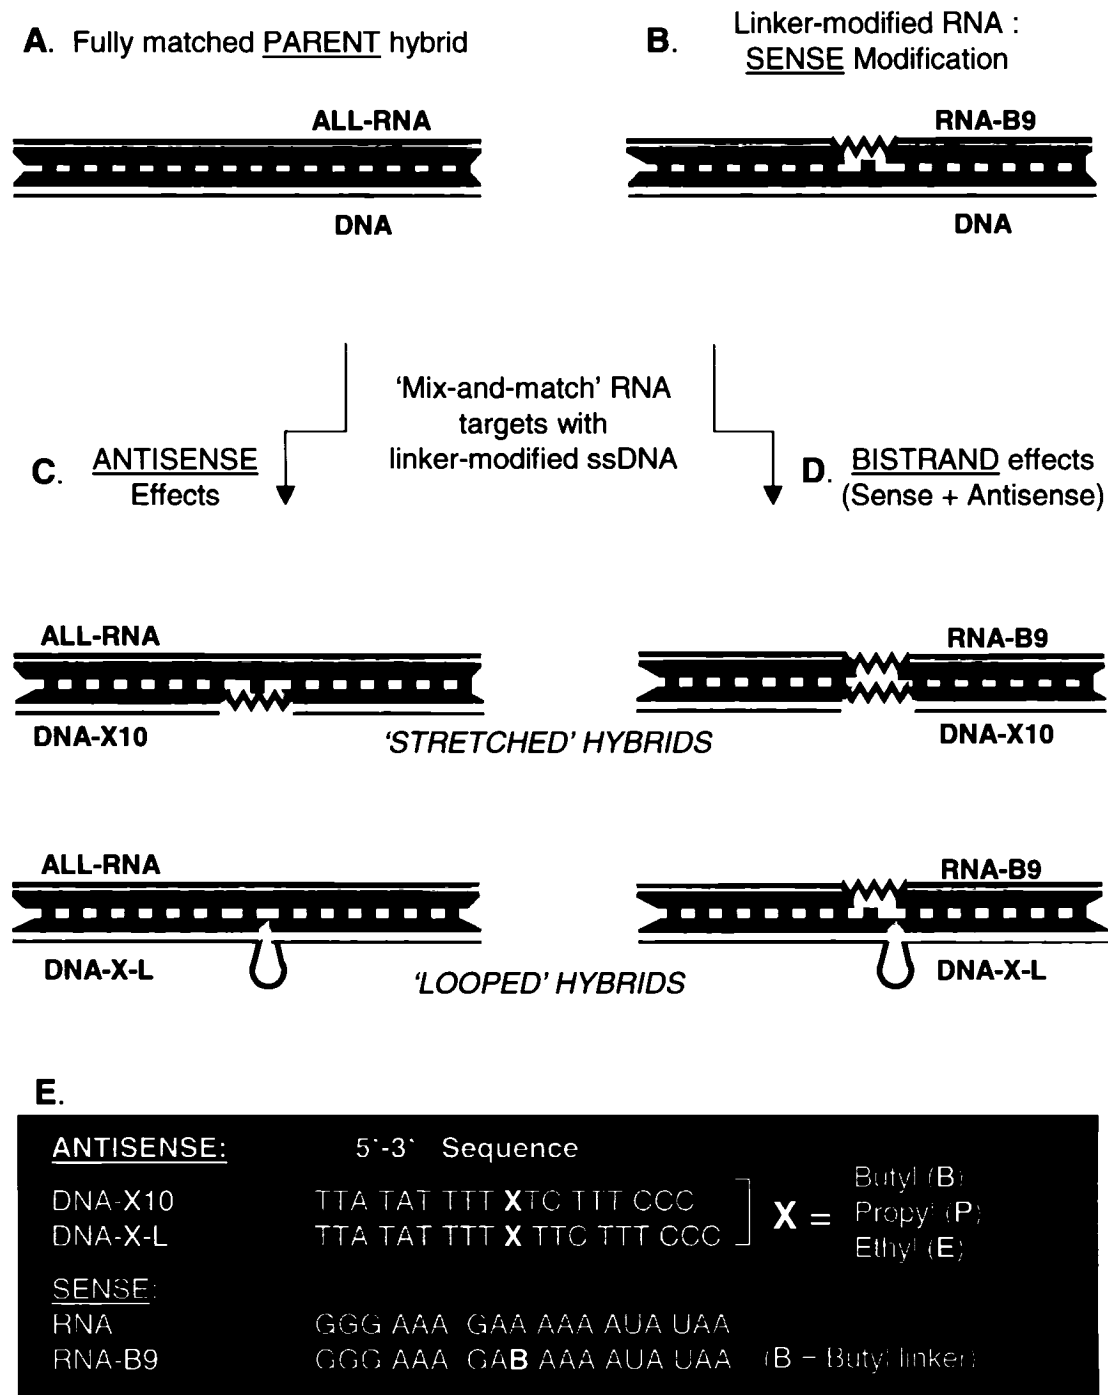 A. Fully matched PARENT hybrid
B. Linker-modified RNA :
SENSE Modification
ALL-RNA
DNA
RNA-B9
DNA
'Mix-and-match' RNA
targets with
linker-modified ssDNA
C. ANTISENSE
Effects
D. BISTRAND effects
(Sense + Antisense)
ALL-RNA
DNA-X10
RNA-B9
DNA-X10
'STRETCHED' HYBRIDS
ALL-RNA
DNA-X-L
RNA-B9
DNA-X-L
'LOOPED' HYBRIDS
E.
ANTISENSE: 5'-3' Sequence
DNA-X10 TTA TAT TTT XTC TTT CCC
DNA-X-L TTA TAT TTT X TTC TTT CCC
X =
Butyl (B)
Propyl (P)
Ethyl (E)
SENSE:
RNA GGG AAA GAA AAA AUA UAA
RNA-B9 GGG AAA GAB AAA AUA UAA (B = Butyl linker)